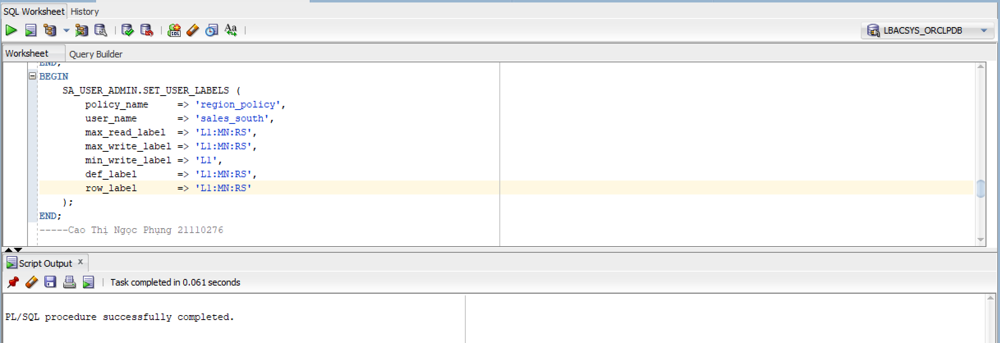 SQL Worksheet History
LBACSYS_ORCLPDB
Worksheet Query Builder
END;
BEGIN
SA_USER_ADMIN.SET_USER_LABELS (
policy_name => 'region_policy',
user_name => 'sales_south',
max_read_label => 'L1:MN:RS',
max_write_label => 'L1:MN:RS',
min_write_label => 'L1',
def_label => 'L1:MN:RS',
row_label => 'L1:MN:RS'
);
END;
-----Cao Thị Ngọc Phụng 21110276
Script Output x
Task completed in 0.061 seconds
PL/SQL procedure successfully completed.